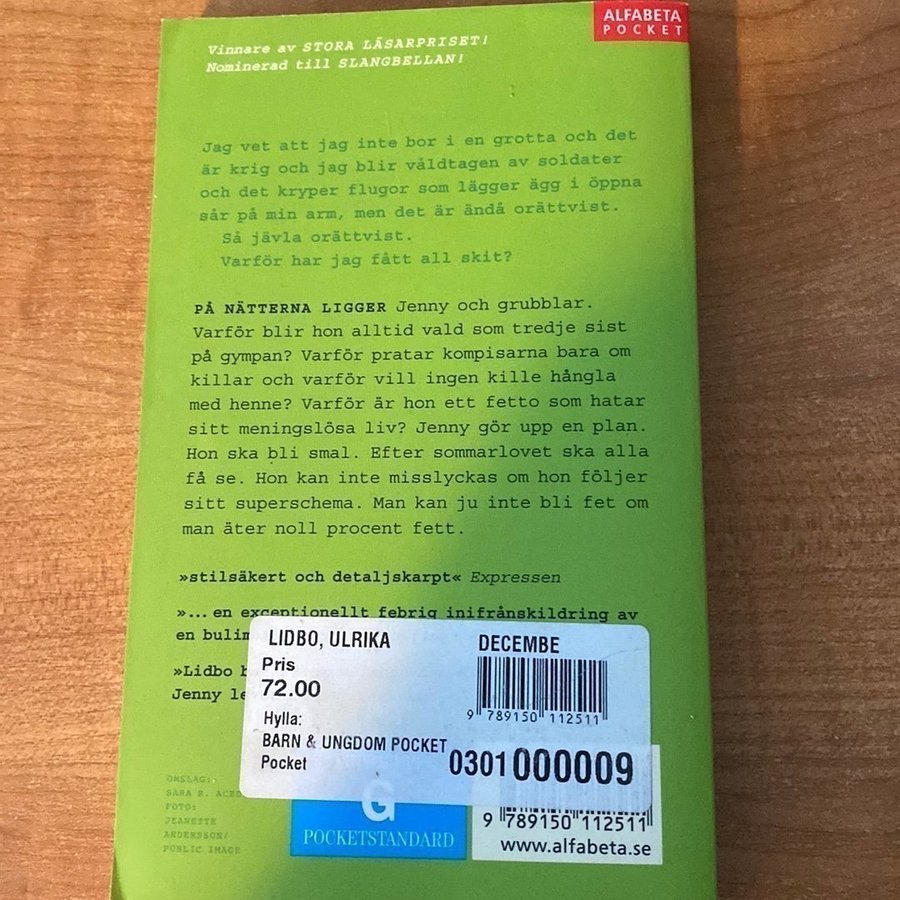 ALFABETA
POCKET
Vinnare av STORA LÄSARPRISET!
Nominerad till SLANGBELLAN!
Jag vet att jag inte bor i en grotta och det
är krig och jag blir våldtagen av soldater
och det kryper flugor som lägger ägg i öppna
sår på min arm, men det är ändå orättvist.
Så jävla orättvist.
Varför har jag fått all skit?
PÅ NÄTTERNA LIGGER Jenny och grubblar.
Varför blir hon alltid vald som tredje sist
på gympan? Varför pratar kompisarna bara om
killar och varför vill ingen kille hångla
med henne? Varför är hon ett fetto som hatar
sitt meningslösa liv? Jenny gör upp en plan.
Hon ska bli smal. Efter sommarlovet ska alla
få se. Hon kan inte misslyckas om hon följer
sitt superschema. Man kan ju inte bli fet om
man äter noll procent fett.
»stilsäkert och detaljskarpt« Expressen
»... en exceptionellt febrig inifrånskildring av
en bulim
»Lidbo
Jenny
LIDBO, ULRIKA
DECEMBE
Pris
72.00
9 789150 112511
Hylla:
BARN & UNGDOM POCKET
Pocket
0301000009
OMSLAG:
SARA R. ACE
FOTO:
JEANETTE
ANDERSSON/
PUBLIC IMAGE
G
POCKETSTANDARD
9 789150 112511
www.alfabeta.se